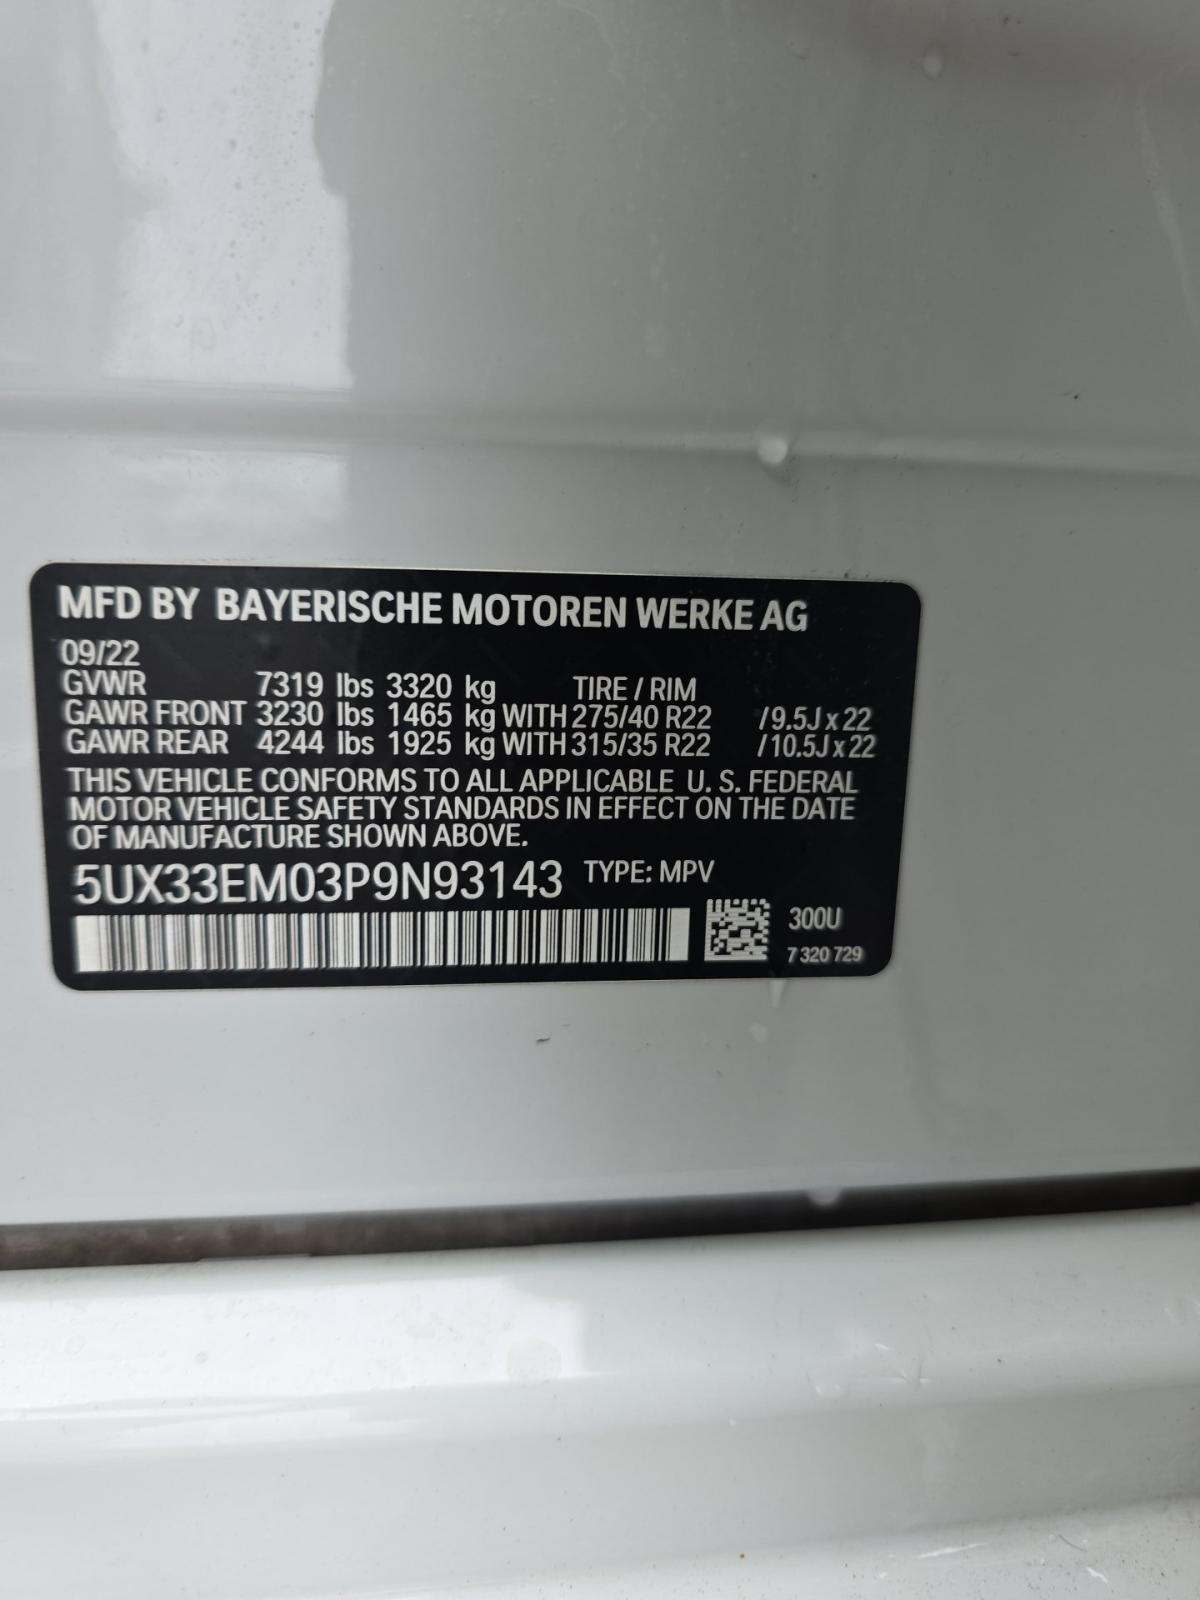 MFD BY BAYERISCHE MOTOREN WERKE AG
09/22
GVWR 7319 lbs 3320 kg TIRE / RIM
GAWR FRONT 3230 lbs 1465 kg WITH 275/40 R22 /9.5J x 22
GAWR REAR 4244 lbs 1925 kg WITH 315/35 R22 /10.5J x 22
THIS VEHICLE CONFORMS TO ALL APPLICABLE U. S. FEDERAL
MOTOR VEHICLE SAFETY STANDARDS IN EFFECT ON THE DATE
OF MANUFACTURE SHOWN ABOVE.
5UX33EM03P9N93143 TYPE: MPV
300U
7 320 729